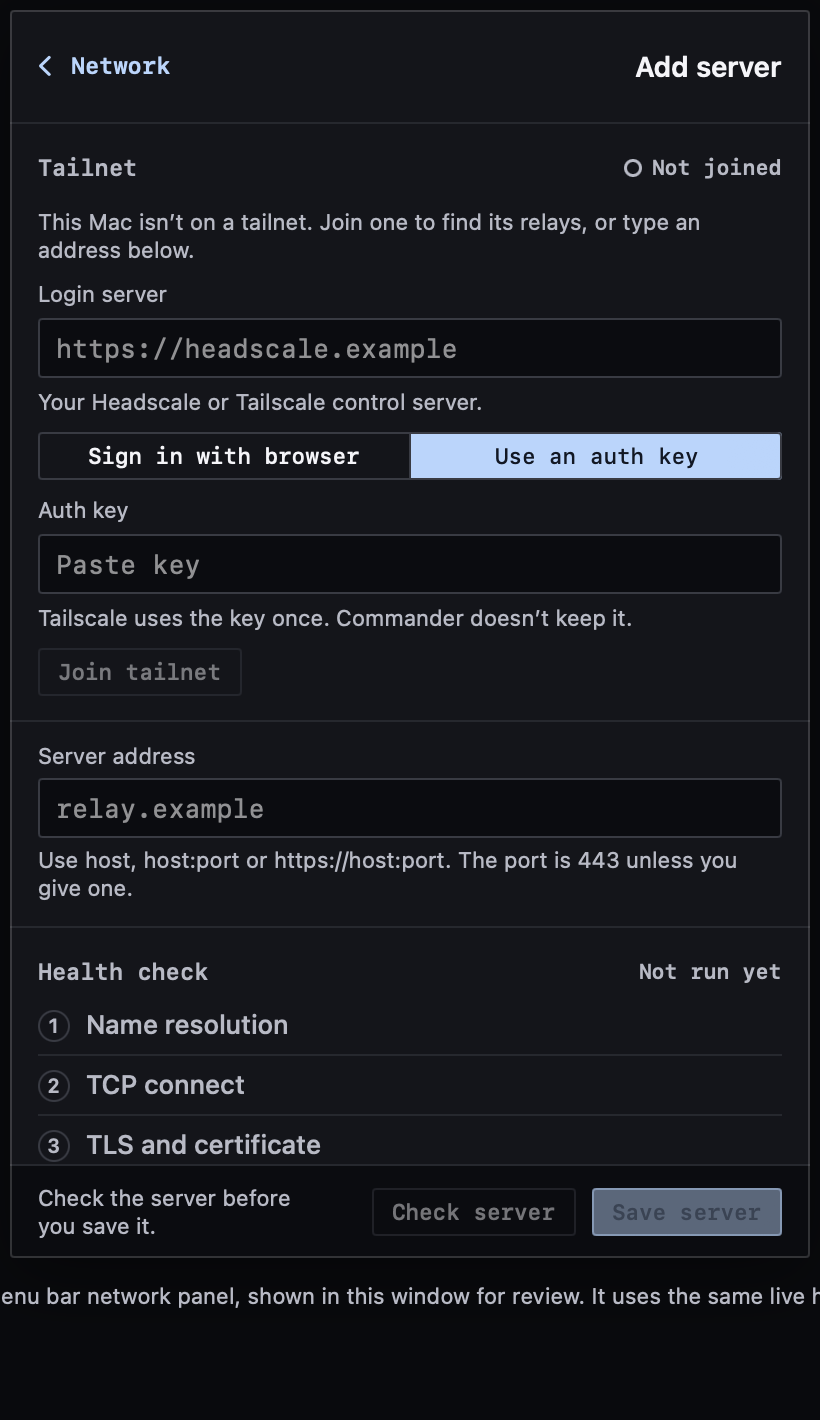 Network
Add server
Tailnet
Not joined
This Mac isn’t on a tailnet. Join one to find its relays, or type an
address below.
Login server
https://headscale.example
Your Headscale or Tailscale control server.
Sign in with browser
Use an auth key
Auth key
Paste key
Tailscale uses the key once. Commander doesn’t keep it.
Join tailnet
Server address
relay.example
Use host, host:port or https://host:port. The port is 443 unless you
give one.
Health check
Not run yet
1 Name resolution
2 TCP connect
3 TLS and certificate
Check the server before
you save it.
Check server
Save server
enu bar network panel, shown in this window for review. It uses the same live